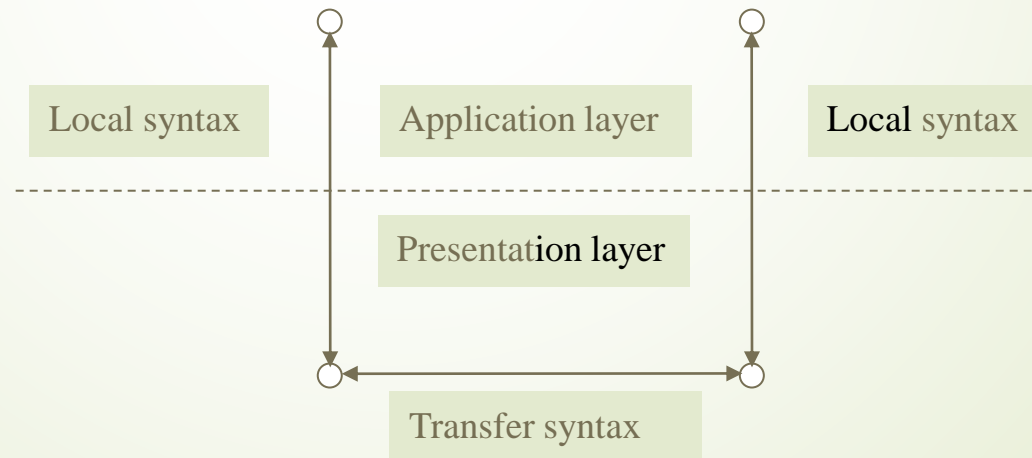 Local syntax
Application layer
Local syntax
Presentation layer
Transfer syntax